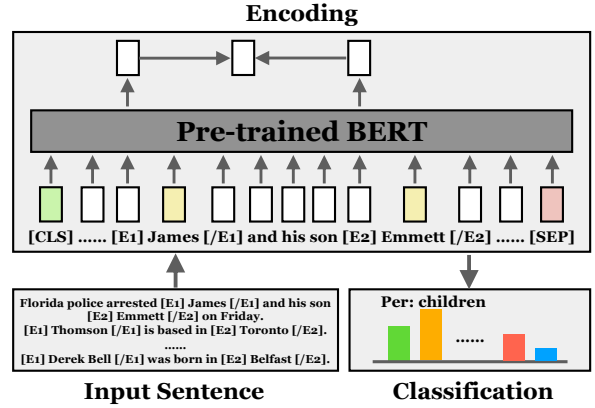 Encoding
Pre-trained BERT
[CLS] ...... [E1] James [/E1] and his son [E2] Emmett [/E2] ...... [SEP]
Florida police arrested [E1] James [/E1] and his son
[E2] Emmett [/E2] on Friday.
[E1] Thomson [/E1] is based in [E2] Toronto [/E2].
......
[E1] Derek Bell [/E1] was born in [E2] Belfast [/E2].
Input Sentence
Per: children
......
Classification